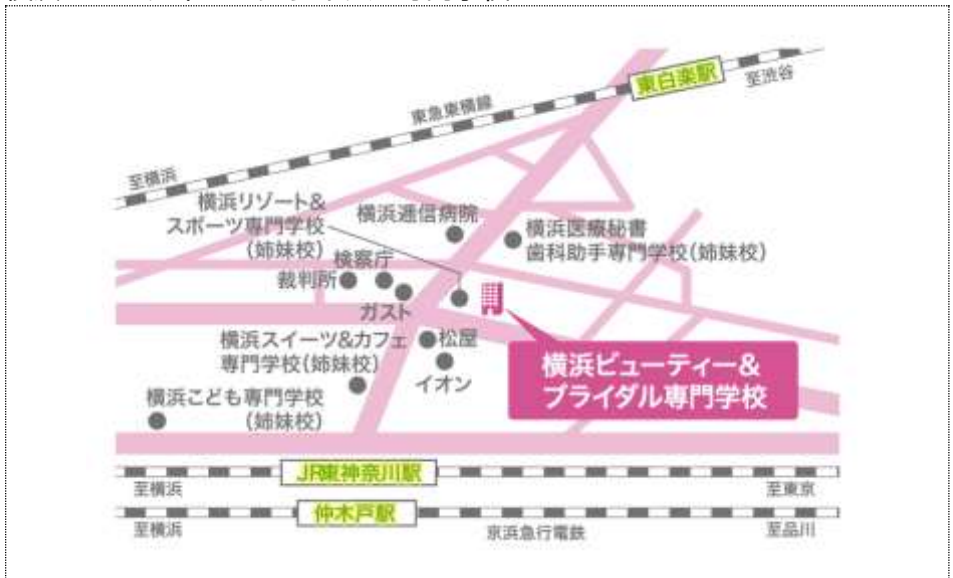 東白楽駅
至渋谷
東急東横線
至横浜
横浜リゾート&
スポーツ専門学校
(姉妹校)
横浜逓信病院
横浜医療秘書
歯科助手専門学校(姉妹校)
検察庁
裁判所
ガスト
横浜スイーツ&カフェ
専門学校(姉妹校)
松屋
イオン
横浜ビューティー&
ブライダル専門学校
横浜こども専門学校
(姉妹校)
JR東神奈川駅
至横浜
至東京
仲木戸駅
至横浜
京浜急行電鉄
至品川